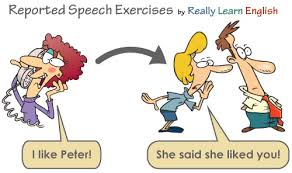 Reported Speech Exercises by Really Learn English
I like Peter!
She said she liked you!